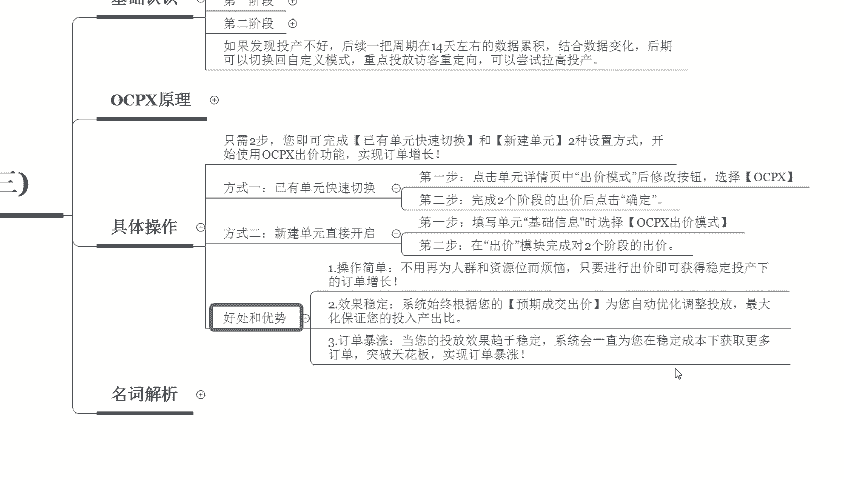 第一阶段
基础认识
第二阶段
如果发现投产不好，后续一把周期在14天左右的数据累积，结合数据变化，后期
可以切换回自定义模式，重点投放访客重定向，可以尝试拉高投产。
OCPX原理
只需2步，您即可完成【已有单元快速切换】和【新建单元】2种设置方式，开
始使用OCPX出价功能，实现订单增长！
三)
第一步：点击单元详情页中“出价模式”后修改按钮，选择【OCPX】
方式一：已有单元快速切换
第二步：完成2个阶段的出价后点击“确定”。
具体操作
第一步：填写单元“基础信息”时选择【OCPX出价模式】
方式二：新建单元直接开启
第二步：在“出价”模块完成对2个阶段的出价。
1.操作简单：不用再为人群和资源位而烦恼，只要进行出价即可获得稳定投产下
的订单增长！
好处和优势
2.效果稳定：系统始终根据您的【预期成交出价】为您自动优化调整投放，最大
化保证您的投入产出比。
3.订单暴涨：当您的投放效果趋于稳定，系统会一直为您在稳定成本下获取更多
订单，突破天花板，实现订单暴涨！
名词解析